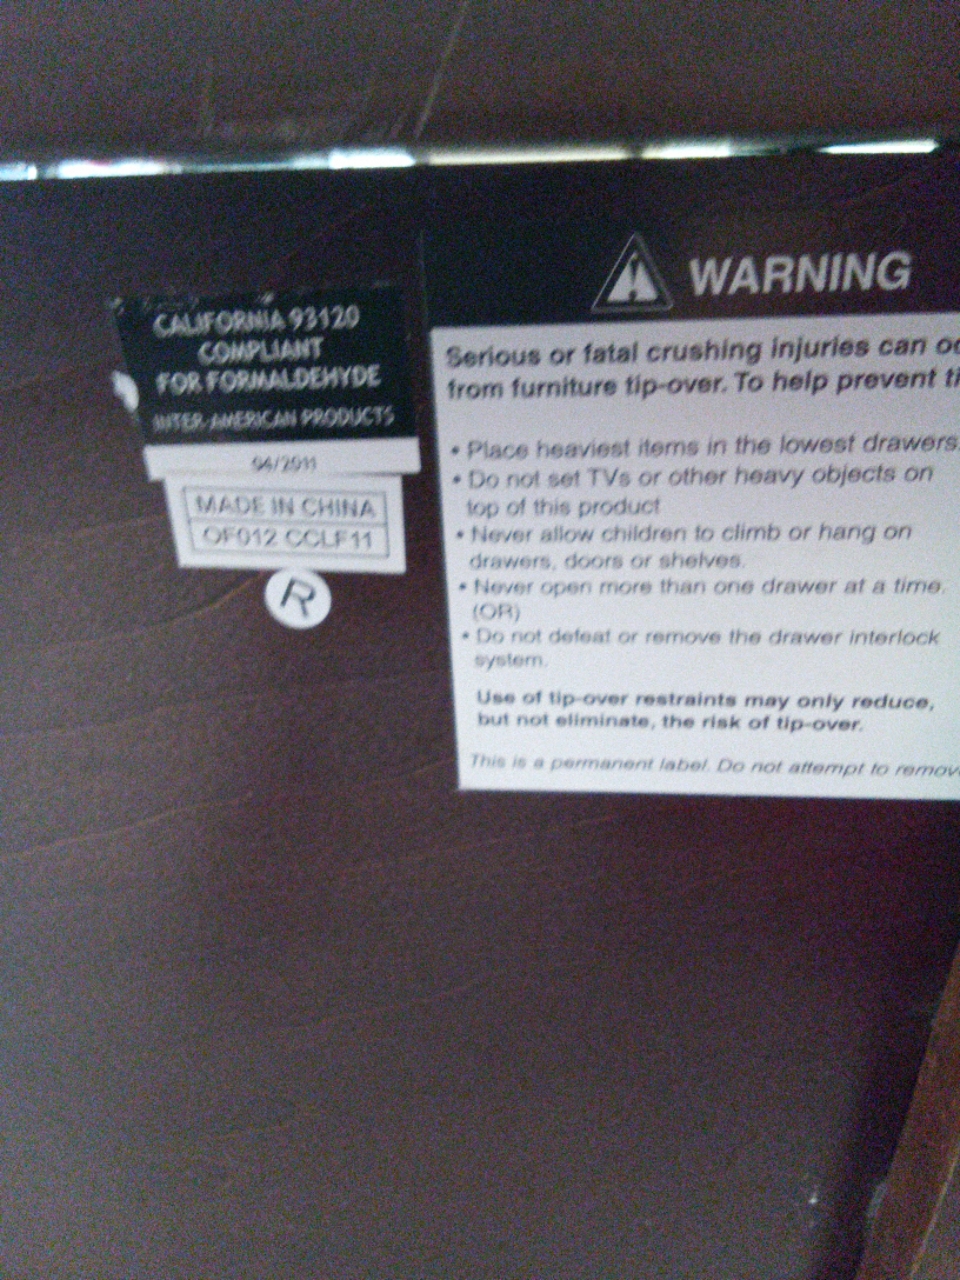 CALIFORNIA 93120
COMPLIANT
FOR FORMALDEHYDE
INTER-AMERICAN PRODUCTS
04/2011
MADE IN CHINA
OF012 CCLF11
R
WARNING
Serious or fatal crushing injuries can oc
from furniture tip-over. To help prevent ti
• Place heaviest items in the lowest drawers.
• Do not set TVs or other heavy objects on
top of this product
• Never allow children to climb or hang on
drawers, doors or shelves.
• Never open more than one drawer at a time.
(OR)
• Do not defeat or remove the drawer interlock
system.
Use of tip-over restraints may only reduce,
but not eliminate, the risk of tip-over.
This is a permanent label. Do not attempt to remov